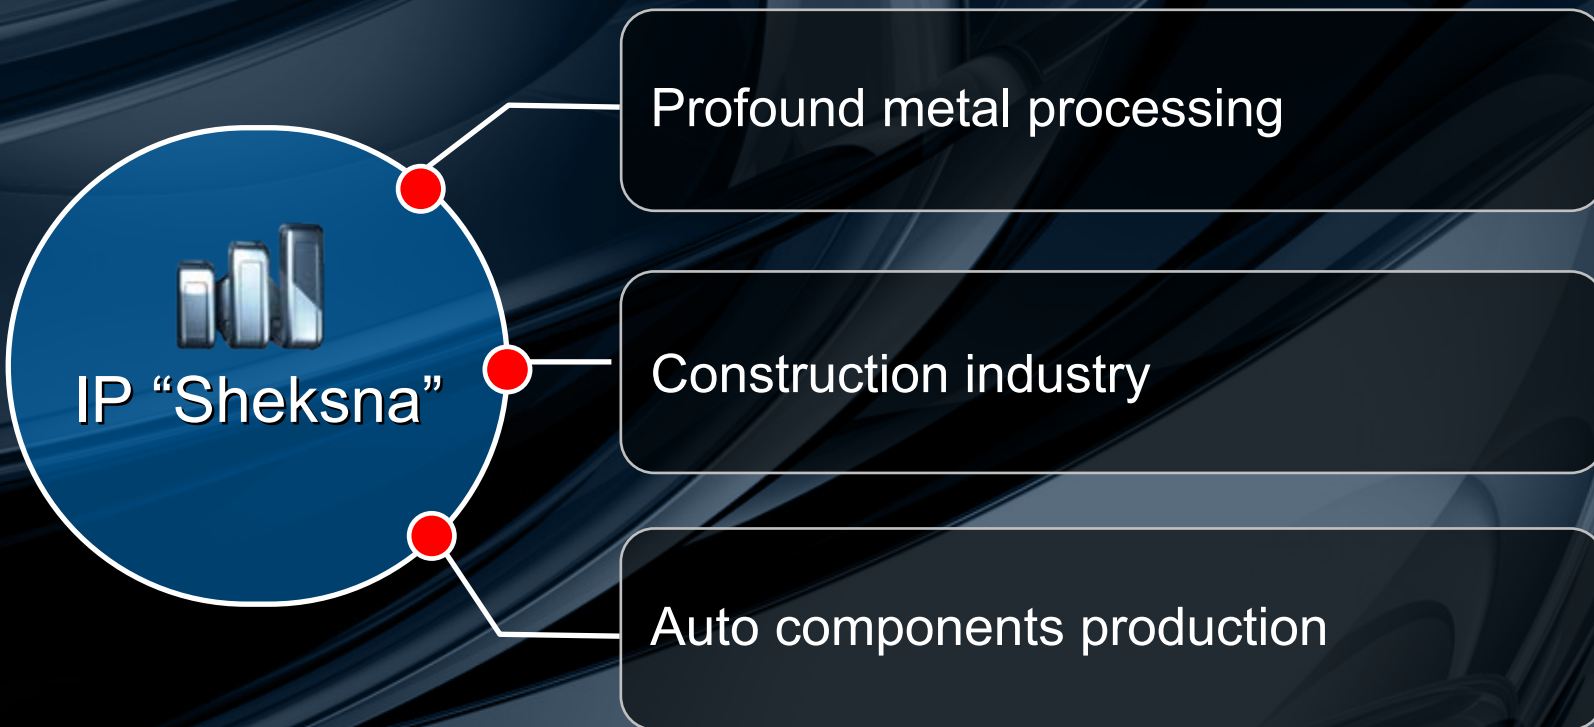 Profound metal processing
IP “Sheksna”
Construction industry
Auto components production